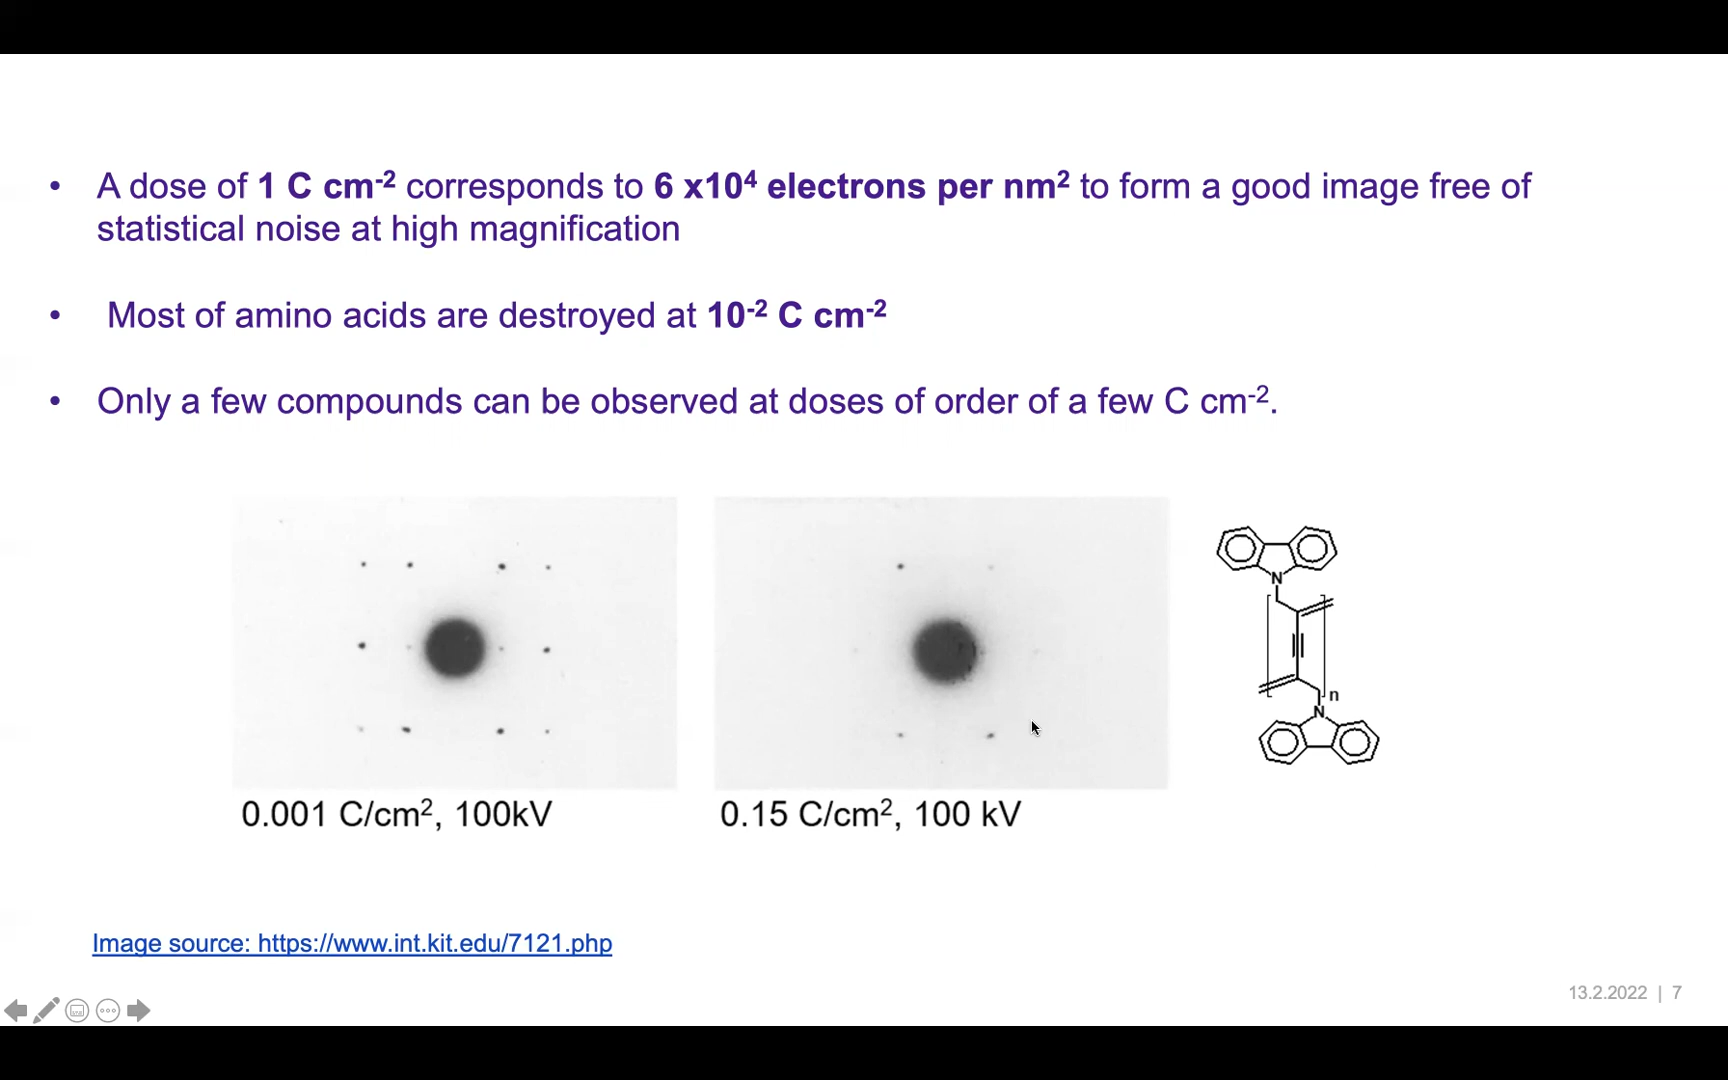 • A dose of 1 C cm-2 corresponds to 6 x10⁴ electrons per nm² to form a good image free of
statistical noise at high magnification
• Most of amino acids are destroyed at 10-2 C cm-2
• Only a few compounds can be observed at doses of order of a few C cm-2.
N
n
N
0.001 C/cm², 100kV
0.15 C/cm², 100 kV
Image source: https://www.int.kit.edu/7121.php
13.2.2022 | 7